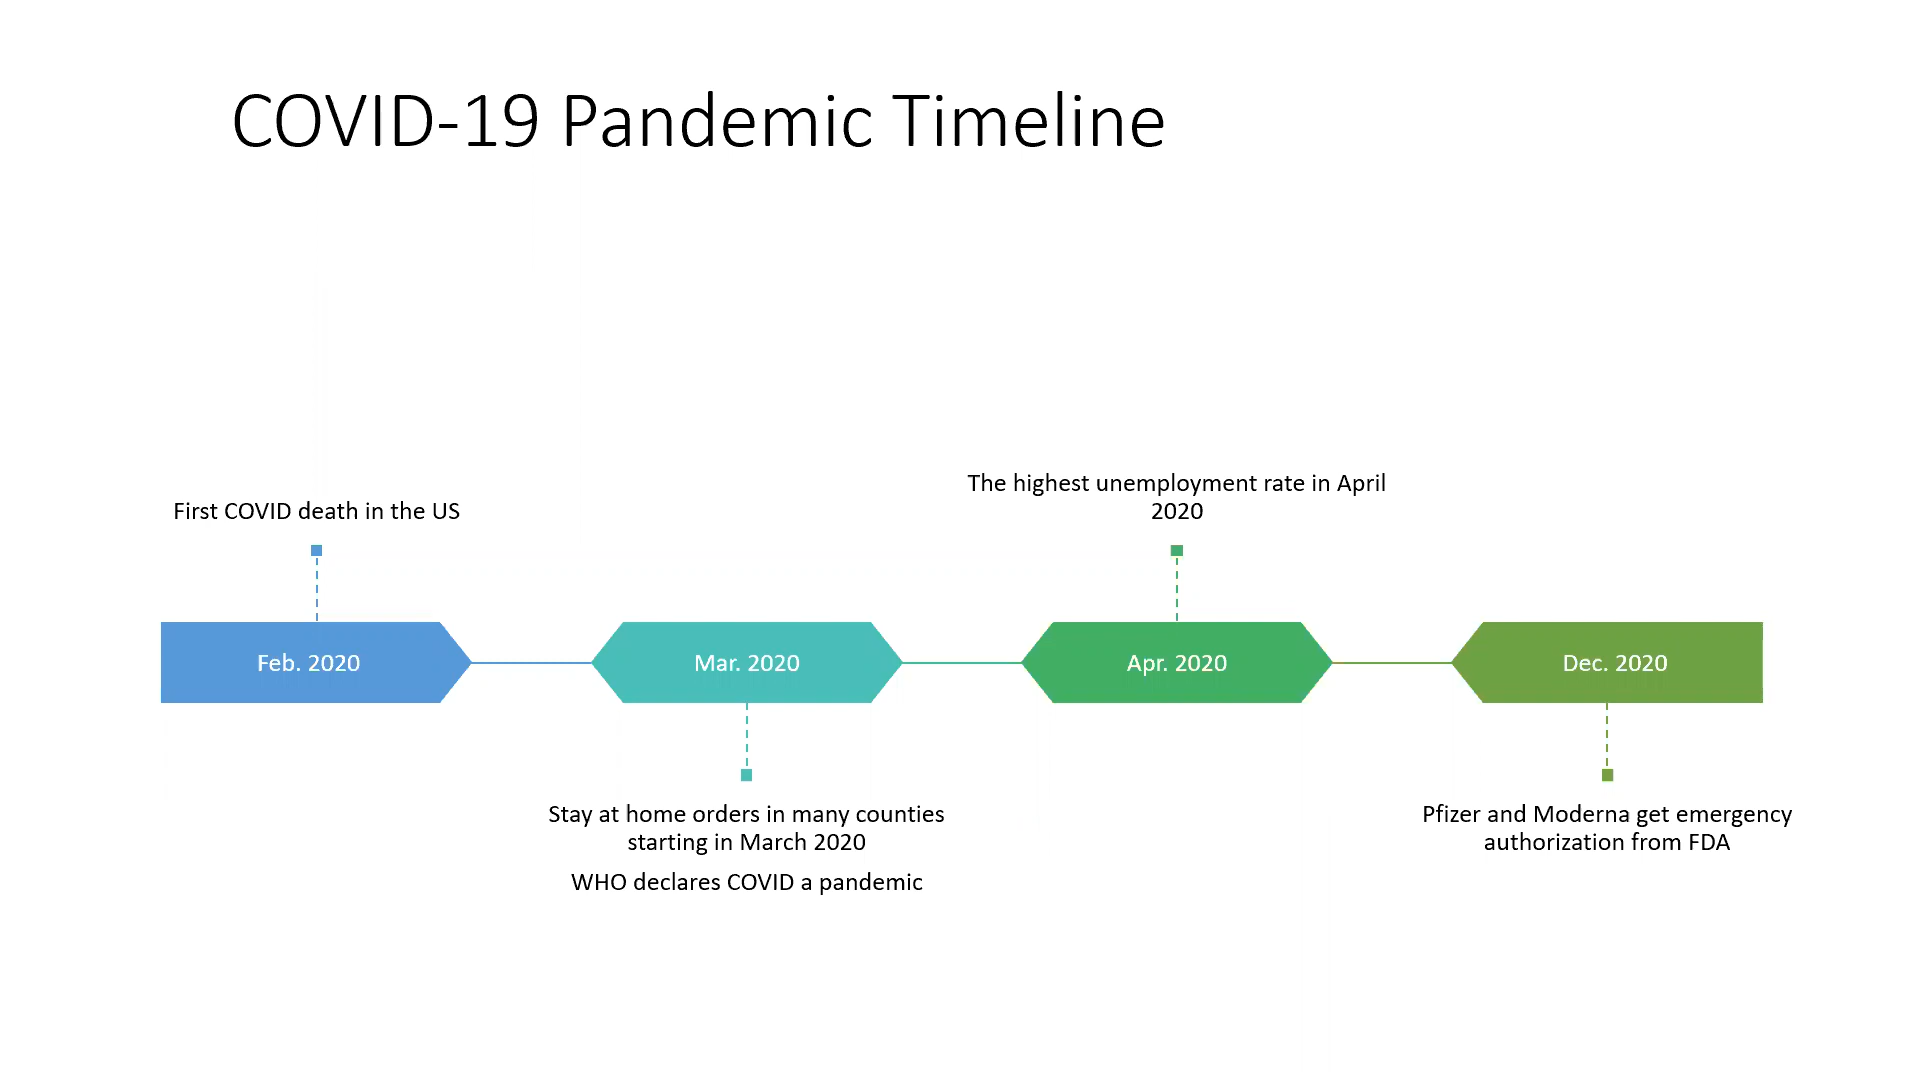 COVID-19 Pandemic Timeline
First COVID death in the US
The highest unemployment rate in April
2020
Feb. 2020
Mar. 2020
Apr. 2020
Dec. 2020
Stay at home orders in many counties
starting in March 2020
WHO declares COVID a pandemic
Pfizer and Moderna get emergency
authorization from FDA